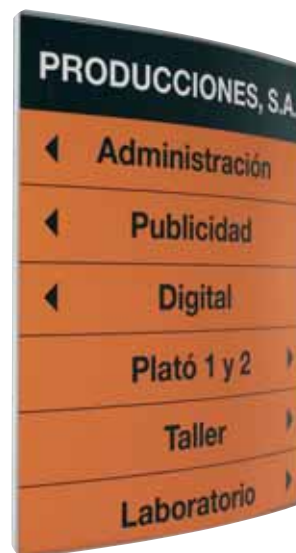 PRODUCCIONES, S.A.
Administración
Publicidad
Digital
Plató 1 y 2
Taller
Laboratorio